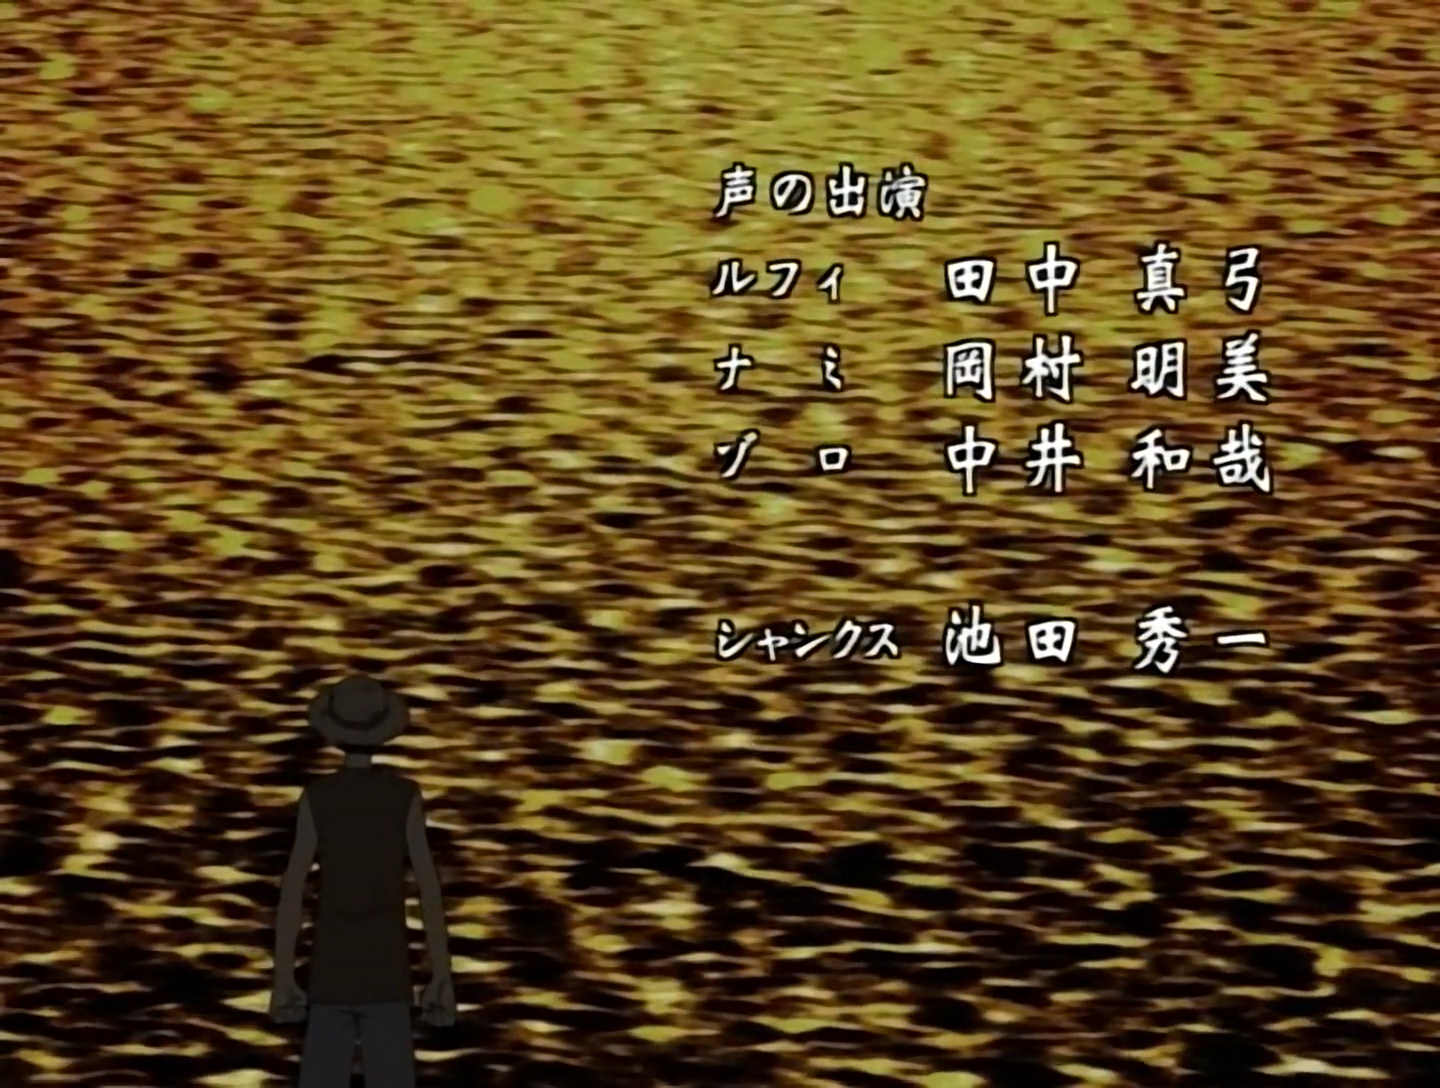 声の出演
ルフィ 田中 真弓
ナミ 岡村 明美
ゾロ 中井 和哉
シャンクス 池田 秀一